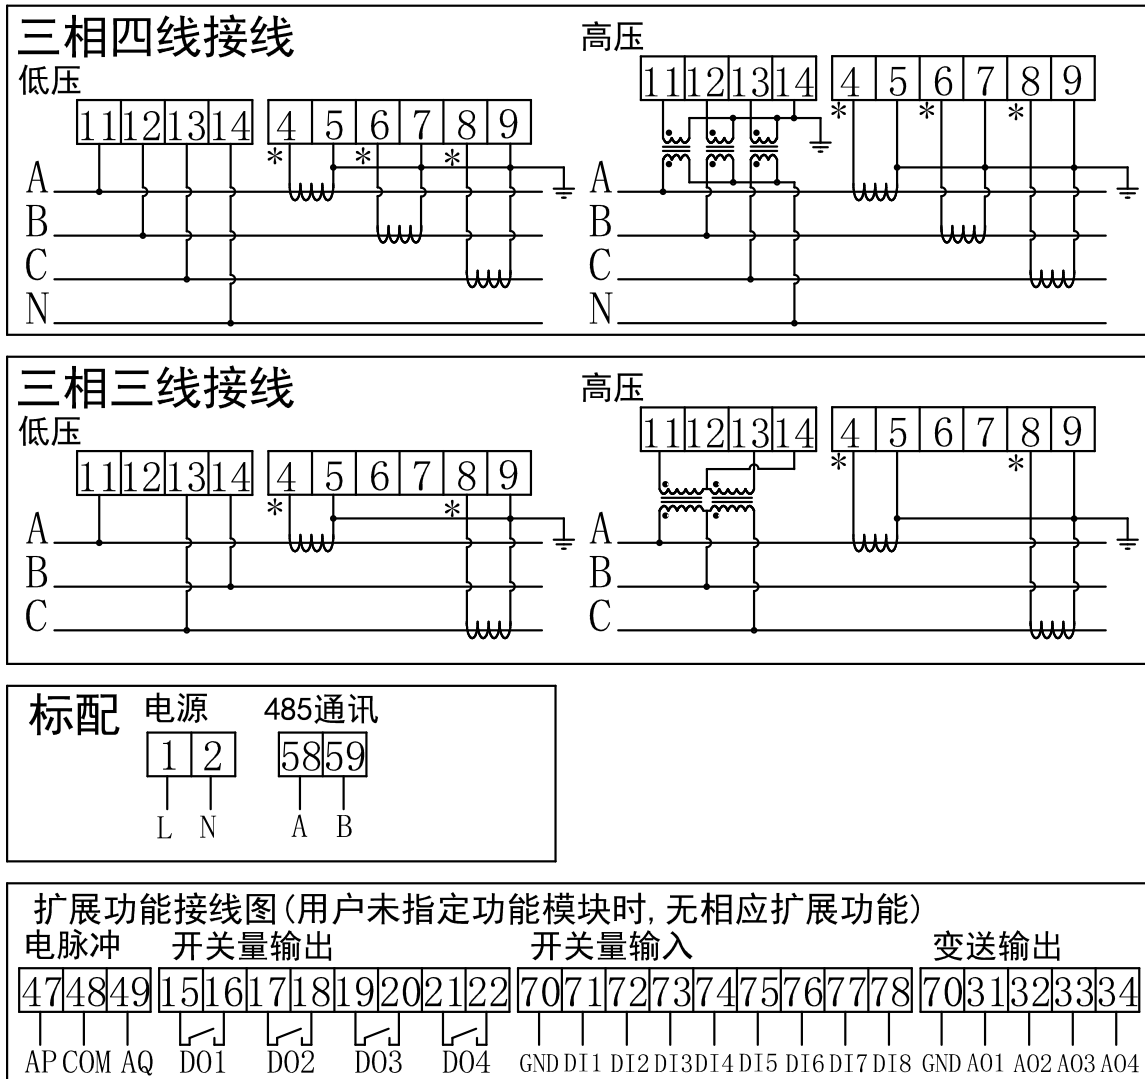 三相四线接线
低压
11 12 13 14 4 5 6 7 8 9
* * *
A
B
C
N
高压
11 12 13 14 4 5 6 7 8 9
* * *
A
B
C
N
三相三线接线
低压
11 12 13 14 4 5 6 7 8 9
* *
A
B
C
高压
11 12 13 14 4 5 6 7 8 9
* *
A
B
C
标配
电源 485通讯
1 2 58 59
L N A B
扩展功能接线图(用户未指定功能模块时,无相应扩展功能)
电脉冲 开关量输出 开关量输入 变送输出
47 48 49 15 16 17 18 19 20 21 22 70 71 72 73 74 75 76 77 78 70 31 32 33 34
AP COM AQ DO1 DO2 DO3 DO4 GND DI1 DI2 DI3 DI4 DI5 DI6 DI7 DI8 GND AO1 AO2 AO3 AO4